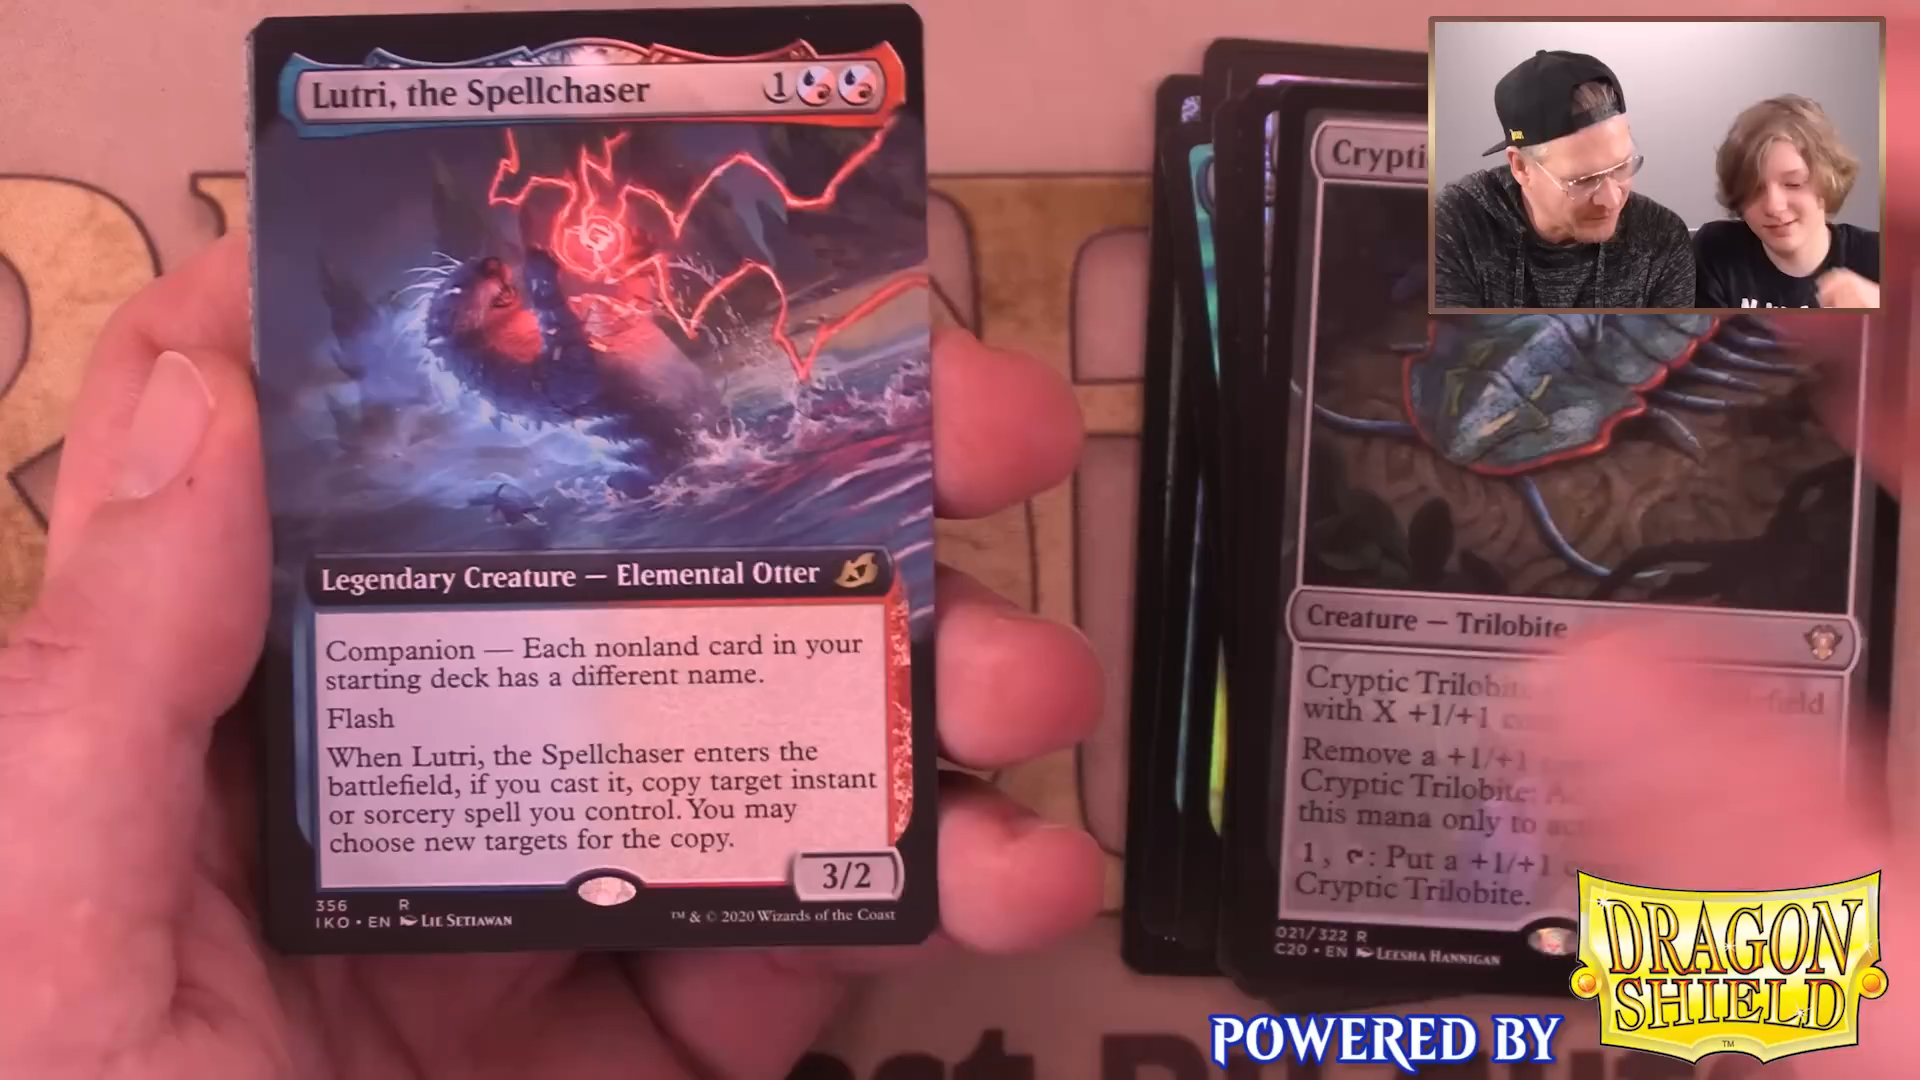 Lutri, the Spellchaser 1
Legendary Creature — Elemental Otter
Companion — Each nonland card in your
starting deck has a different name.
Flash
When Lutri, the Spellchaser enters the
battlefield, if you cast it, copy target instant
or sorcery spell you control. You may
choose new targets for the copy.
3/2
356 R
IKO • EN LIE SETIAWAN
™ & © 2020 Wizards of the Coast
Creature — Trilobite
Cryptic
with X +1/+1
Remove a +1/+1
Cryptic Trilobite:
this mana only to
1, T: Put a +1/+1
Cryptic Trilobite.
021/322 R
C20 • EN LEESHA HANNIGAN
POWERED BY
DRAGON
SHIELD
TM